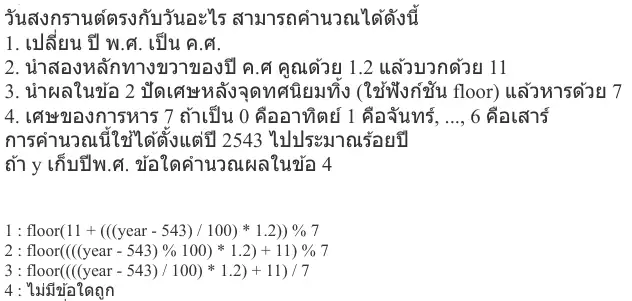 วันสงกรานต์ตรงกับวันอะไร สามารถคำนวณได้ดังนี้
1. เปลี่ยน ปี พ.ศ. เป็น ค.ศ.
2. นำสองหลักทางขวาของปี ค.ศ คูณด้วย 1.2 แล้วบวกด้วย 11
3. นำผลในข้อ 2 ปัดเศษหลังจุดทศนิยมทิ้ง (ใช้ฟังก์ชัน floor) แล้วหารด้วย 7
4. เศษของการหาร 7 ถ้าเป็น 0 คืออาทิตย์ 1 คือจันทร์, ..., 6 คือเสาร์
การคำนวณนี้ใช้ได้ตั้งแต่ปี 2543 ไปประมาณร้อยปี
ถ้า y เก็บปีพ.ศ. ข้อใดคำนวณผลในข้อ 4
1 : floor(11 + (((year - 543) / 100) * 1.2)) % 7
2 : floor((((year - 543) % 100) * 1.2) + 11) % 7
3 : floor((((year - 543) / 100) * 1.2) + 11) / 7
4 : ไม่มีข้อใดถูก